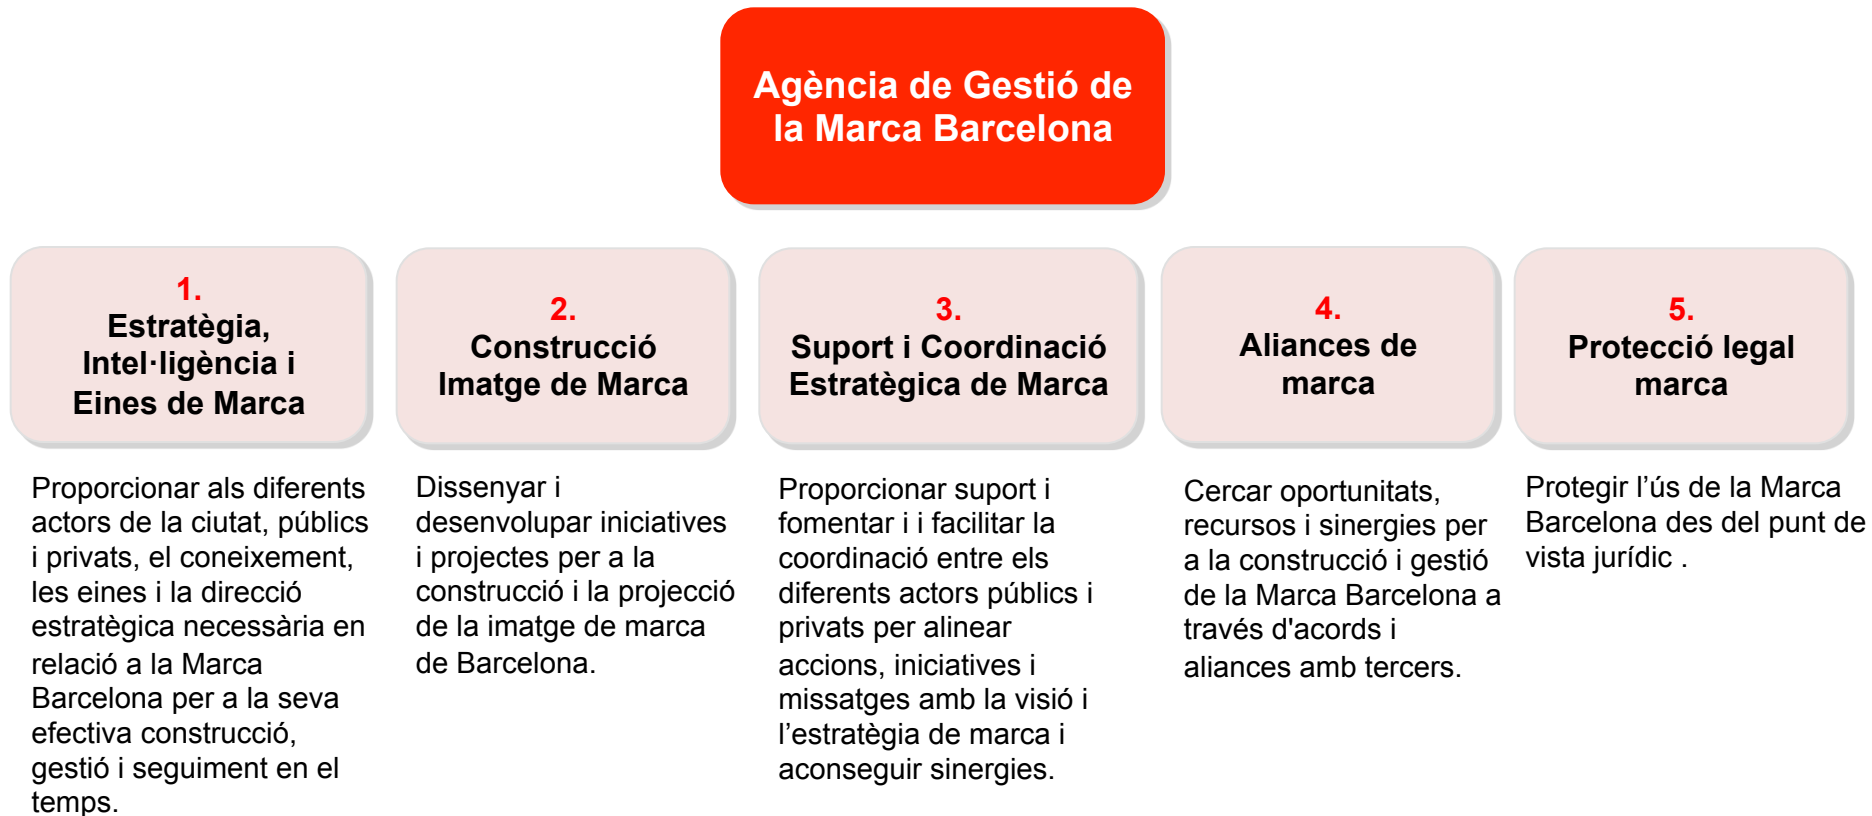 Agència de Gestió de
la Marca Barcelona
1.
Estratègia,
Intel·ligència i
Eines de Marca
2.
Construcció
Imatge de Marca
3.
Suport i Coordinació
Estratègica de Marca
4.
Aliances de
marca
5.
Protecció legal
marca
Proporcionar als diferents
actors de la ciutat, públics
i privats, el coneixement,
les eines i la direcció
estratègica necessària en
relació a la Marca
Barcelona per a la seva
efectiva construcció,
gestió i seguiment en el
temps.
Dissenyar i
desenvolupar iniciatives
i projectes per a la
construcció i la projecció
de la imatge de marca
de Barcelona.
Proporcionar suport i
fomentar i i facilitar la
coordinació entre els
diferents actors públics i
privats per alinear
accions, iniciatives i
missatges amb la visió i
l’estratègia de marca i
aconseguir sinergies.
Cercar oportunitats,
recursos i sinergies per
a la construcció i gestió
de la Marca Barcelona a
través d'acords i
aliances amb tercers.
Protegir l’ús de la Marca
Barcelona des del punt de
vista jurídic .